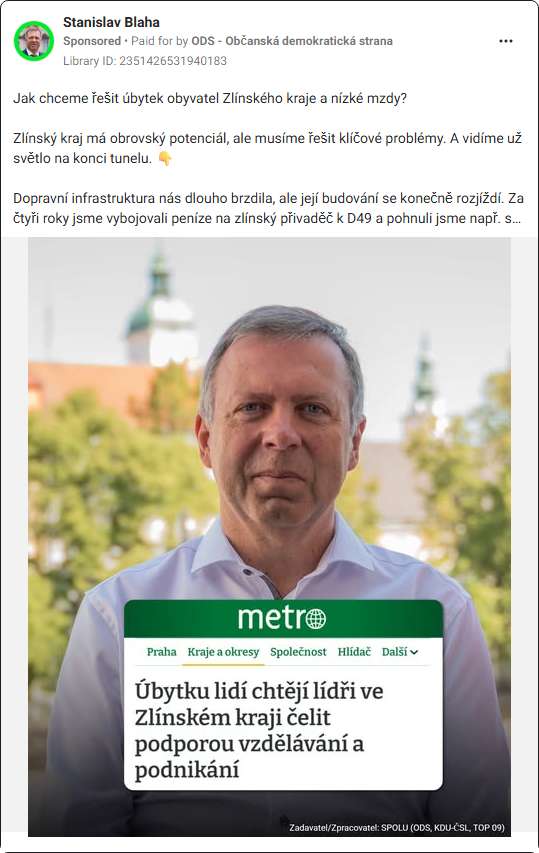 Stanislav Blaha
Sponsored • Paid for by ODS - Občanská demokratická strana
Library ID: 2351426531940183
Jak chceme řešit úbytek obyvatel Zlínského kraje a nízké mzdy?
Zlínský kraj má obrovský potenciál, ale musíme řešit klíčové problémy. A vidíme už
světlo na konci tunelu. 👇
Dopravní infrastruktura nás dlouho brzdila, ale její budování se konečně rozjíždí. Za
čtyři roky jsme vybojovali peníze na zlínský přivaděč k D49 a pohnuli jsme např. s...
metro
Praha Kraje a okresy Společnost Hlídač Další
Úbytku lidí chtějí lídři ve
Zlínském kraji čelit
podporou vzdělávání a
podnikání
Zadavatel/Zpracovatel: SPOLU (ODS, KDU-ČSL, TOP 09)